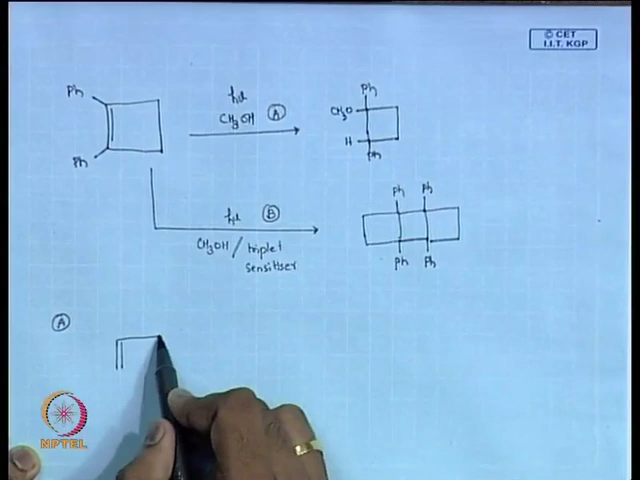 © CET
I.I.T. KGP
Ph
Ph
hν
CH3OH
A
Ph
CH3O
H
Ph
hν
B
CH3OH / triplet
sensitiser
Ph
Ph
Ph
Ph
A
NPTEL